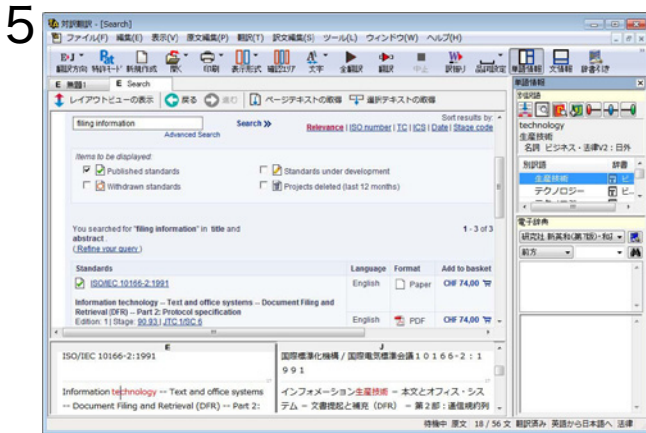 5
対訳翻訳 - [Search]
ファイル(F) 編集(E) 表示(V) 原文編集(P) 翻訳(T) 訳文編集(S) ツール(L) ウィンドウ(W) ヘルプ(H)
翻訳方向 特許モード 新規作成 開く 印刷 表示形式 確認エリア 文字 全翻訳 翻訳 中止 訳振り 品詞設定 単語情報 文情報 辞書引き
E 無題1 E Search
レイアウトビューの表示 戻る 進む ページテキストの取得 選択テキストの取得
filing information Search
Advanced Search
Sort results by:
Relevance | ISO number | TC | ICS | Date | Stage code
Items to be displayed:
Published standards Standards under development
Withdrawn standards Projects deleted (last 12 months)
You searched for "filing information" in title and abstract .
( Refine your query )
1 - 3 of 3
Standards Language Format Add to basket
ISO/IEC 10166-2:1991 English Paper CHF 74,00
Information technology -- Text and office systems -- Document Filing and
Retrieval (DFR) -- Part 2: Protocol specification
Edition: 1 | Stage: 90.93 | JTC 1/SC 6 English PDF CHF 74,00
E J
ISO/IEC 10166-2:1991
国際標準化機構 / 国際電気標準会議１０１６６-２：１
９９１
Information technology -- Text and office systems
-- Document Filing and Retrieval (DFR) -- Part 2:
インフォメーション生産技術 － 本文とオフィス・シス
テム － 文書提起と補充（DFR） － 第２部：通信規約列
単語情報
technology
生産技術
名詞 ビジネス・法律V2：日外
別訳語 辞書
生産技術 ビ
テクノロジー ビ
電子辞典
研究社 新英和(第7版)・和
前方
待機中 原文 18 / 56 文 翻訳済み 英語から日本語へ 法律